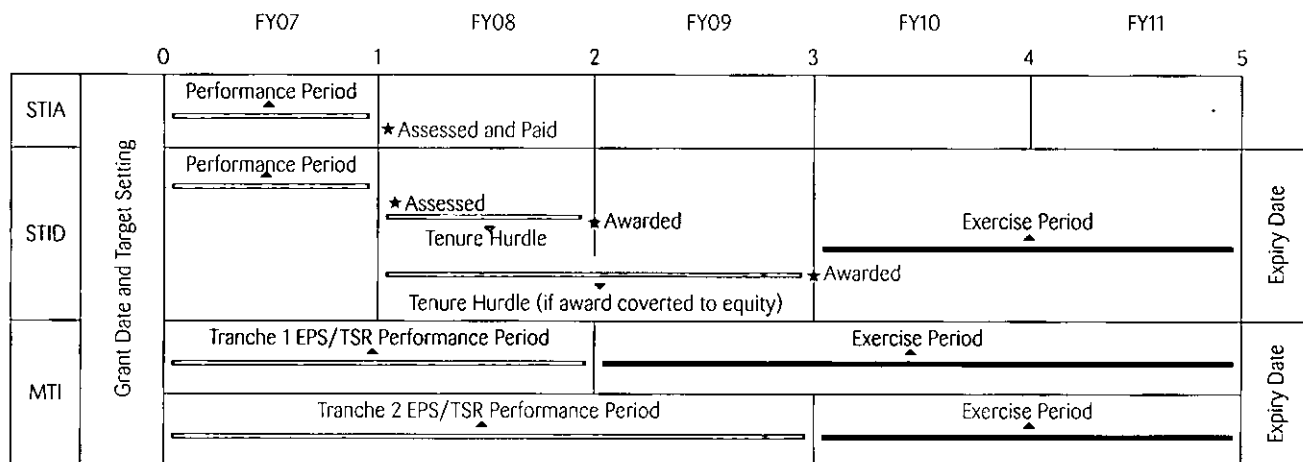 FY07 FY08 FY09 FY10 FY11
0 1 2 3 4 5
Grant Date and Target Setting
STIA
Performance Period
★Assessed and Paid
STID
Performance Period
★Assessed
Tenure Hurdle
★Awarded
Exercise Period
★Awarded
Tenure Hurdle (if award coverted to equity)
Expiry Date
MTI
Tranche 1 EPS/TSR Performance Period
Exercise Period
Tranche 2 EPS/TSR Performance Period
Exercise Period
Expiry Date